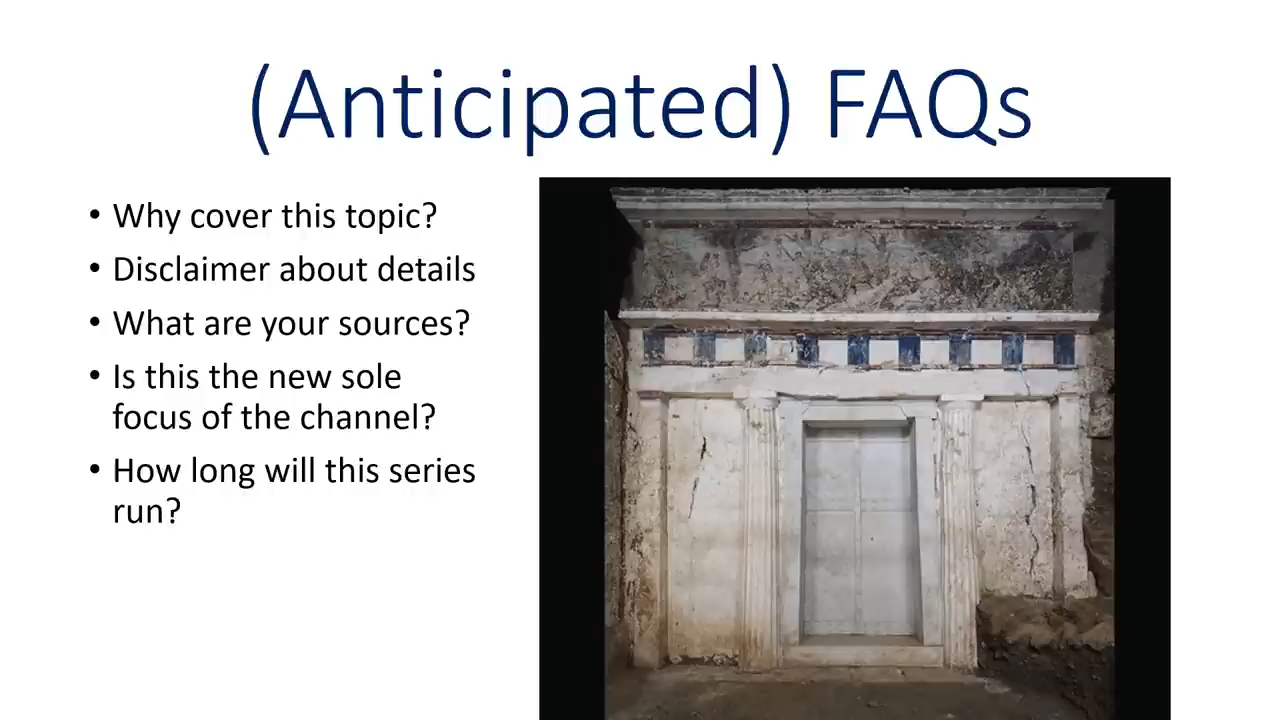 (Anticipated) FAQs
• Why cover this topic?
• Disclaimer about details
• What are your sources?
• Is this the new sole
focus of the channel?
• How long will this series
run?